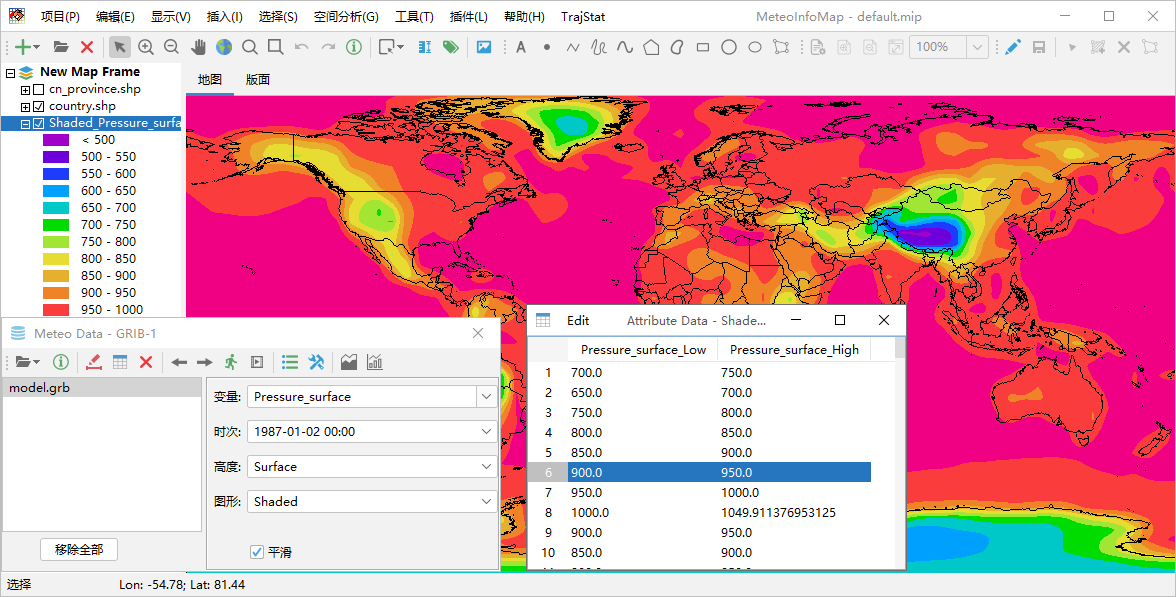 项目(P) 编辑(E) 显示(V) 插入(I) 选择(S) 空间分析(G) 工具(T) 插件(L) 帮助(H) TrajStat MeteoInfoMap - default.mip
A 100%
New Map Frame
cn_province.shp
country.shp
Shaded_Pressure_surfa
< 500
500 - 550
550 - 600
600 - 650
650 - 700
700 - 750
750 - 800
800 - 850
850 - 900
900 - 950
950 - 1000
地图 版面
Meteo Data - GRIB-1
model.grb
变量: Pressure_surface
时次: 1987-01-02 00:00
高度: Surface
图形: Shaded
平滑
移除全部
Edit Attribute Data - Shade...
Pressure_surface_Low Pressure_surface_High
1 700.0 750.0
2 650.0 700.0
3 750.0 800.0
4 800.0 850.0
5 850.0 900.0
6 900.0 950.0
7 950.0 1000.0
8 1000.0 1049.911376953125
9 900.0 950.0
10 850.0 900.0
选择 Lon: -54.78; Lat: 81.44